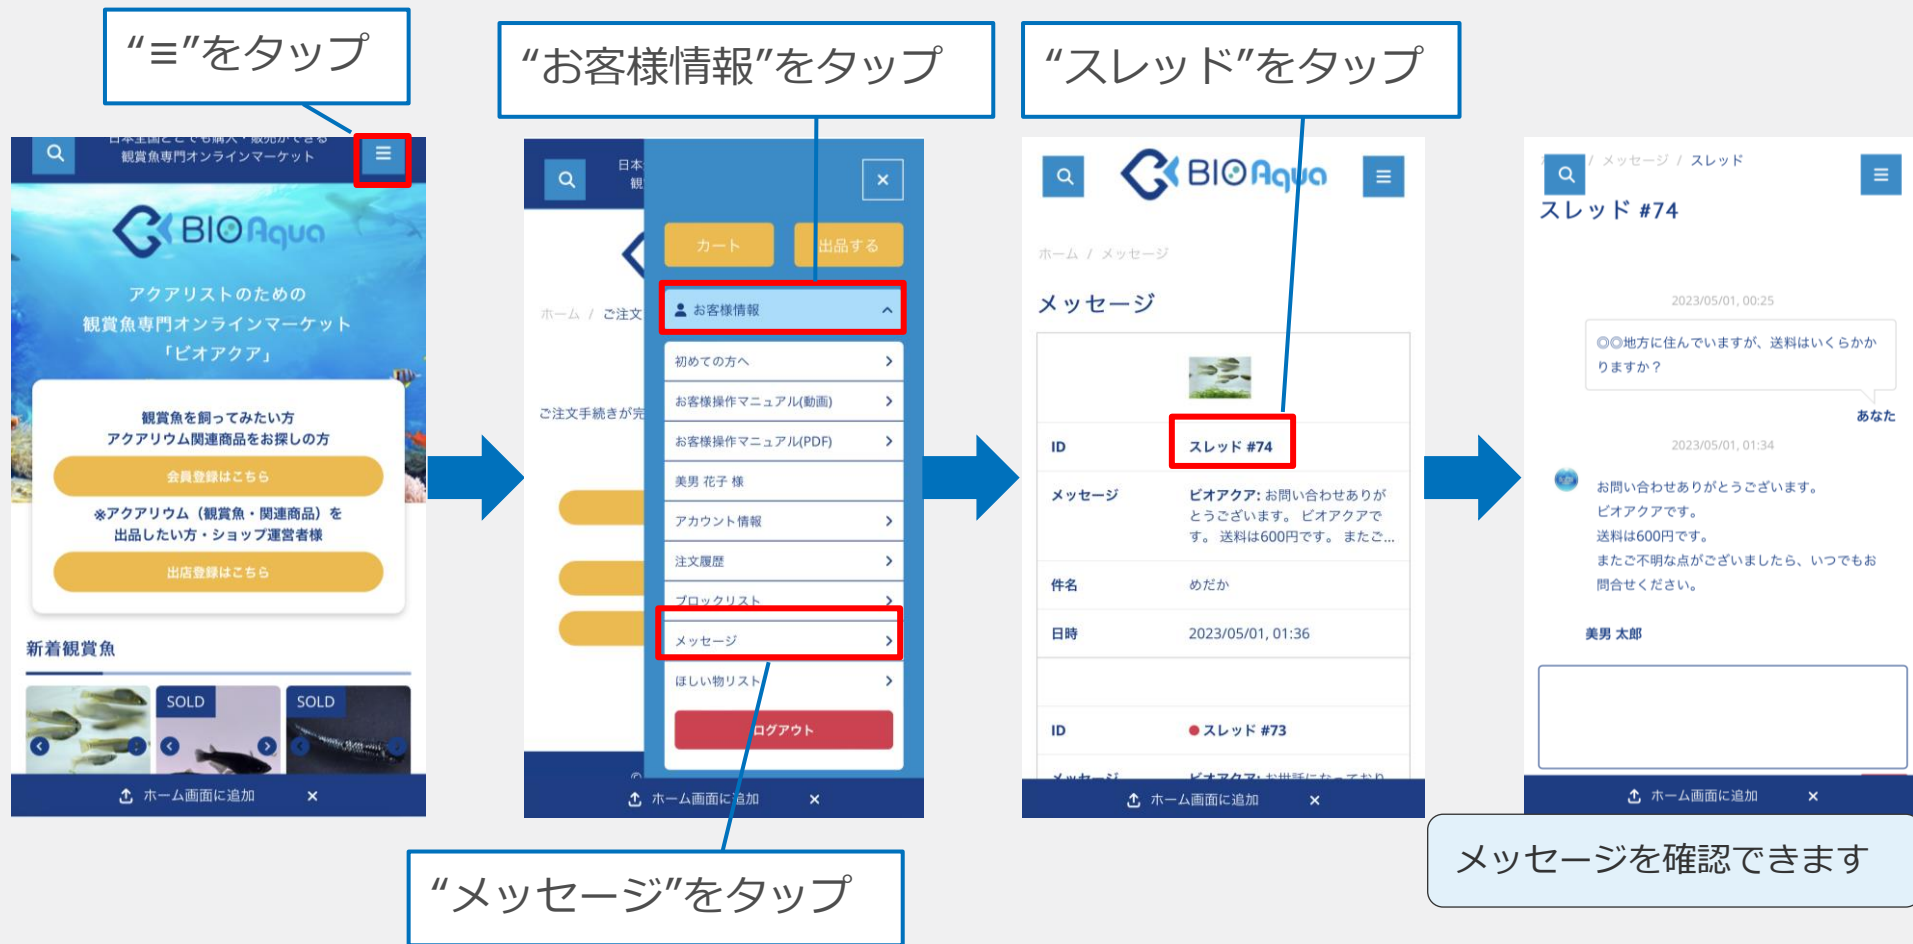 “≡”をタップ
“お客様情報”をタップ
“スレッド”をタップ
日本全国どこでも購入・販売ができる
観賞魚専門オンラインマーケット
BIO Aqua
アクアリストのための
観賞魚専門オンラインマーケット
「ビオアクア」
観賞魚を飼ってみたい方
アクアリウム関連商品をお探しの方
会員登録はこちら
※アクアリウム（観賞魚・関連商品）を
出品したい方・ショップ運営者様
出店登録はこちら
新着観賞魚
SOLD
SOLD
ホーム画面に追加 ×
日本
観
×
カート
出品する
ホーム / ご注文
お客様情報
初めての方へ
お客様操作マニュアル(動画)
ご注文手続きが完
お客様操作マニュアル(PDF)
美男 花子 様
アカウント情報
注文履歴
ブロックリスト
メッセージ
ほしい物リスト
ログアウト
©
ホーム画面に追加 ×
“メッセージ”をタップ
BIO Aqua
ホーム / メッセージ
メッセージ
ID スレッド #74
メッセージ ビオアクア: お問い合わせありが
とうございます。 ビオアクアで
す。 送料は600円です。 またご...
件名 めだか
日時 2023/05/01, 01:36
ID スレッド #73
メッセージ ビオアクア: お世話になっており
ホーム画面に追加 ×
/ メッセージ / スレッド
スレッド #74
2023/05/01, 00:25
◎◎地方に住んでいますが、送料はいくらかか
りますか？
あなた
2023/05/01, 01:34
お問い合わせありがとうございます。
ビオアクアです。
送料は600円です。
またご不明な点がございましたら、いつでもお
問合せください。
美男 太郎
ホーム画面に追加 ×
メッセージを確認できます